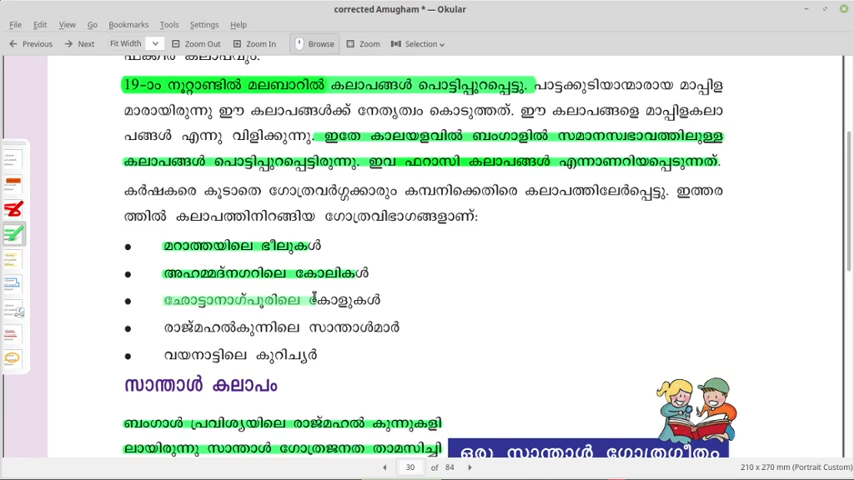 corrected Amugham * — Okular
File Edit View Go Bookmarks Tools Settings Help
Previous Next Fit Width Zoom Out Zoom In Browse Zoom Selection
ഫക്കീർ കലാപവും.
19-ാം നൂറ്റാണ്ടിൽ മലബാറിൽ കലാപങ്ങൾ പൊട്ടിപ്പുറപ്പെട്ടു. പാട്ടക്കുടിയാന്മാരായ മാപ്പിള
മാരായിരുന്നു ഈ കലാപങ്ങൾക്ക് നേതൃത്വം കൊടുത്തത്. ഈ കലാപങ്ങളെ മാപ്പിളകലാ
പങ്ങൾ എന്നു വിളിക്കുന്നു. ഇതേ കാലയളവിൽ ബംഗാളിൽ സമാനസ്വഭാവത്തിലുള്ള
കലാപങ്ങൾ പൊട്ടിപ്പുറപ്പെട്ടിരുന്നു. ഇവ ഫറാസി കലാപങ്ങൾ എന്നാണറിയപ്പെടുന്നത്.
കർഷകരെ കൂടാതെ ഗോത്രവർഗ്ഗക്കാരും കമ്പനിക്കെതിരെ കലാപത്തിലേർപ്പെട്ടു. ഇത്തര
ത്തിൽ കലാപത്തിനിറങ്ങിയ ഗോത്രവിഭാഗങ്ങളാണ്:
● മറാത്തയിലെ ഭീലുകൾ
● അഹമ്മദ്നഗറിലെ കോലികൾ
● ഛോട്ടാനാഗ്പൂരിലെ കോളുകൾ
● രാജ്മഹൽകുന്നിലെ സാന്താൾമാർ
● വയനാട്ടിലെ കുറിച്യർ
സാന്താൾ കലാപം
ബംഗാൾ പ്രവിശ്യയിലെ രാജ്മഹൽ കുന്നുകളി
ലായിരുന്നു സാന്താൾ ഗോത്രജനത താമസിച്ചി
ഒരു സാന്താൾ ഗോത്രഗീതം
30 of 84
210 x 270 mm (Portrait Custom)